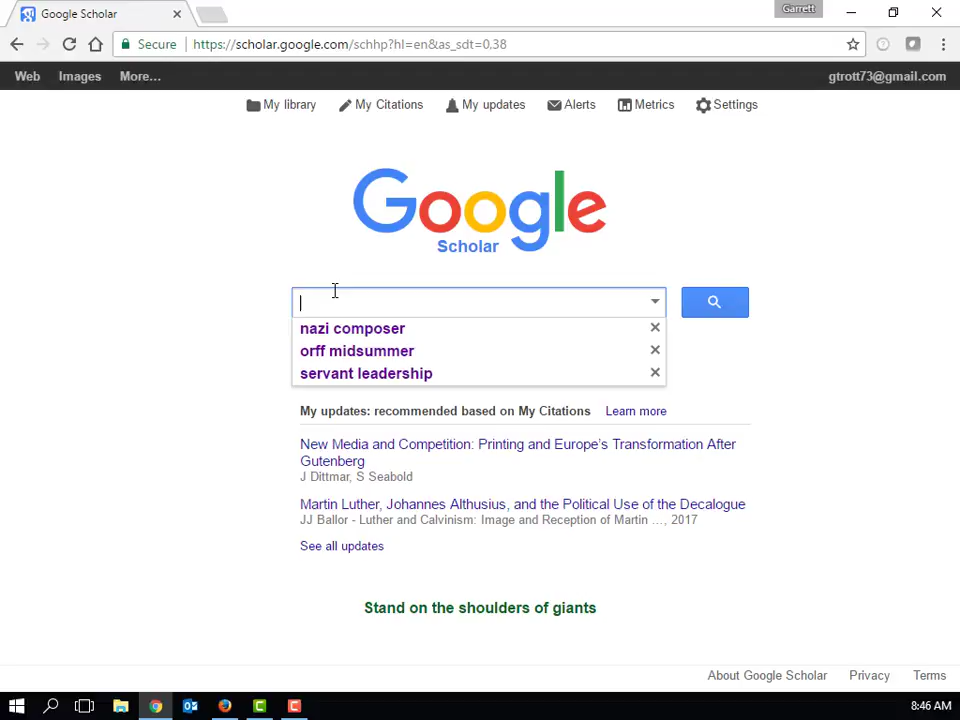 Google Scholar
Garrett
Secure https://scholar.google.com/schhp?hl=en&as_sdt=0,38
Web Images More... gtrott73@gmail.com
My library My Citations My updates Alerts Metrics Settings
Google
Scholar
nazi composer
orff midsummer
servant leadership
My updates: recommended based on My Citations Learn more
New Media and Competition: Printing and Europe's Transformation After
Gutenberg
J Dittmar, S Seabold
Martin Luther, Johannes Althusius, and the Political Use of the Decalogue
JJ Ballor - Luther and Calvinism: Image and Reception of Martin ..., 2017
See all updates
Stand on the shoulders of giants
About Google Scholar Privacy Terms
8:46 AM